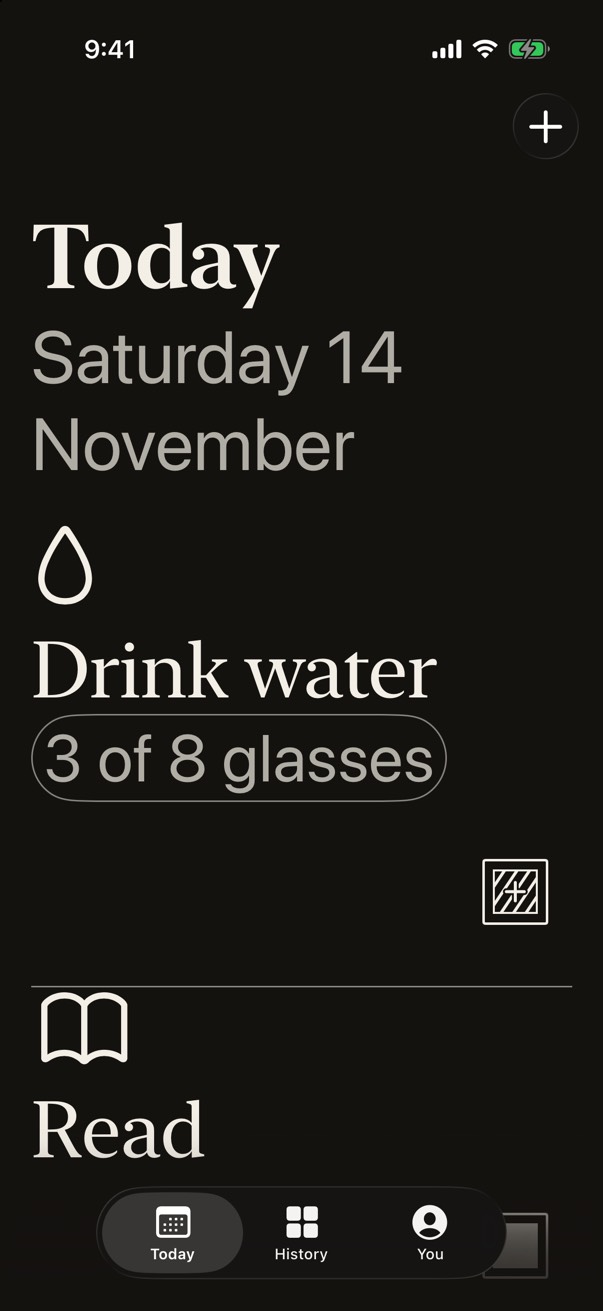 9:41
Today
Saturday 14
November
Drink water
3 of 8 glasses
Read
Today
History
You